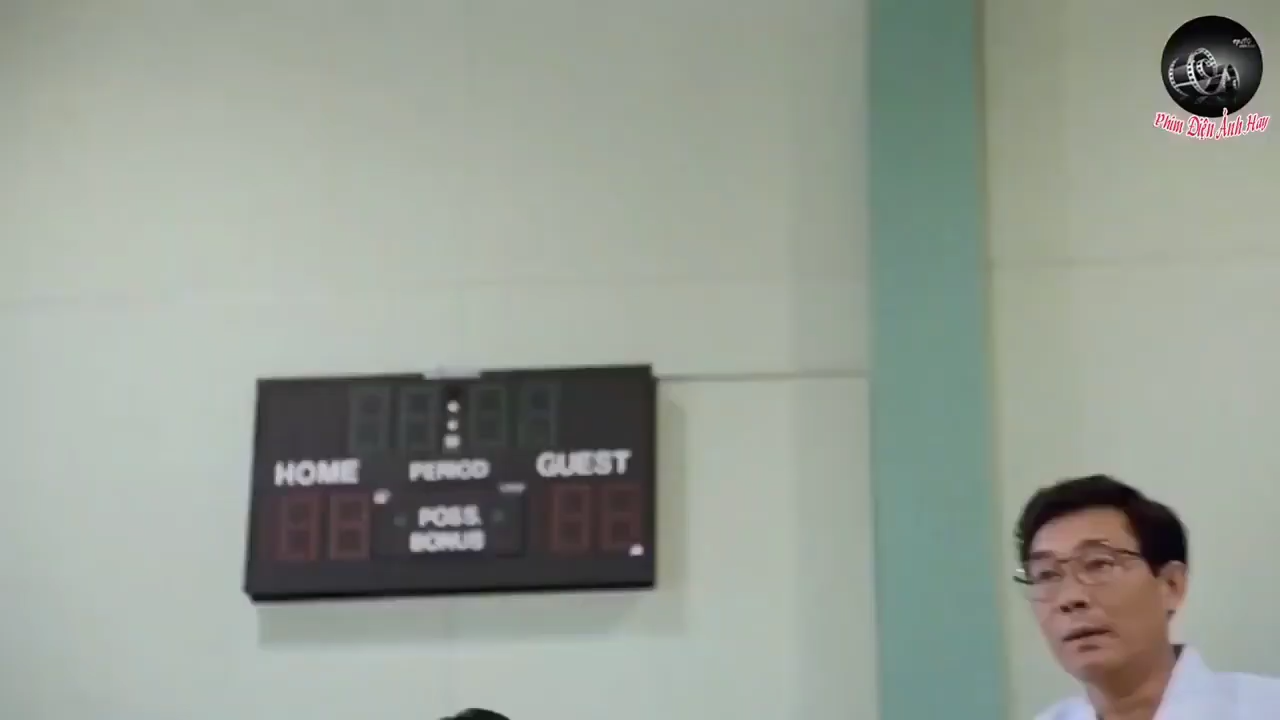 Phim Điện Ảnh Hay
HOME
PERIOD
GUEST
POSS.
BONUS